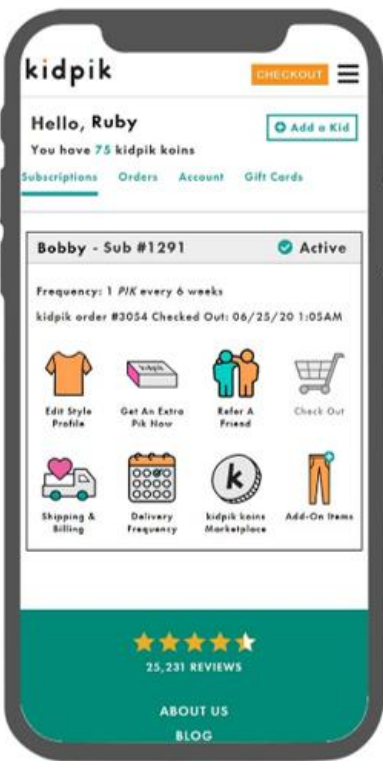 kidpik
CHECKOUT
Hello, Ruby
Add a Kid
You have 75 kidpik koins
Subscriptions Orders Account Gift Cards
Bobby - Sub #1291 Active
Frequency: 1 PIK every 6 weeks
kidpik order #3054 Checked Out: 06/25/20 1:05AM
Edit Style
Profile
Get An Extra
Pik Now
Refer A
Friend
Check Out
Shipping &
Billing
Delivery
Frequency
k
kidpik koins
Marketplace
Add-On Items
25,231 REVIEWS
ABOUT US
BLOG